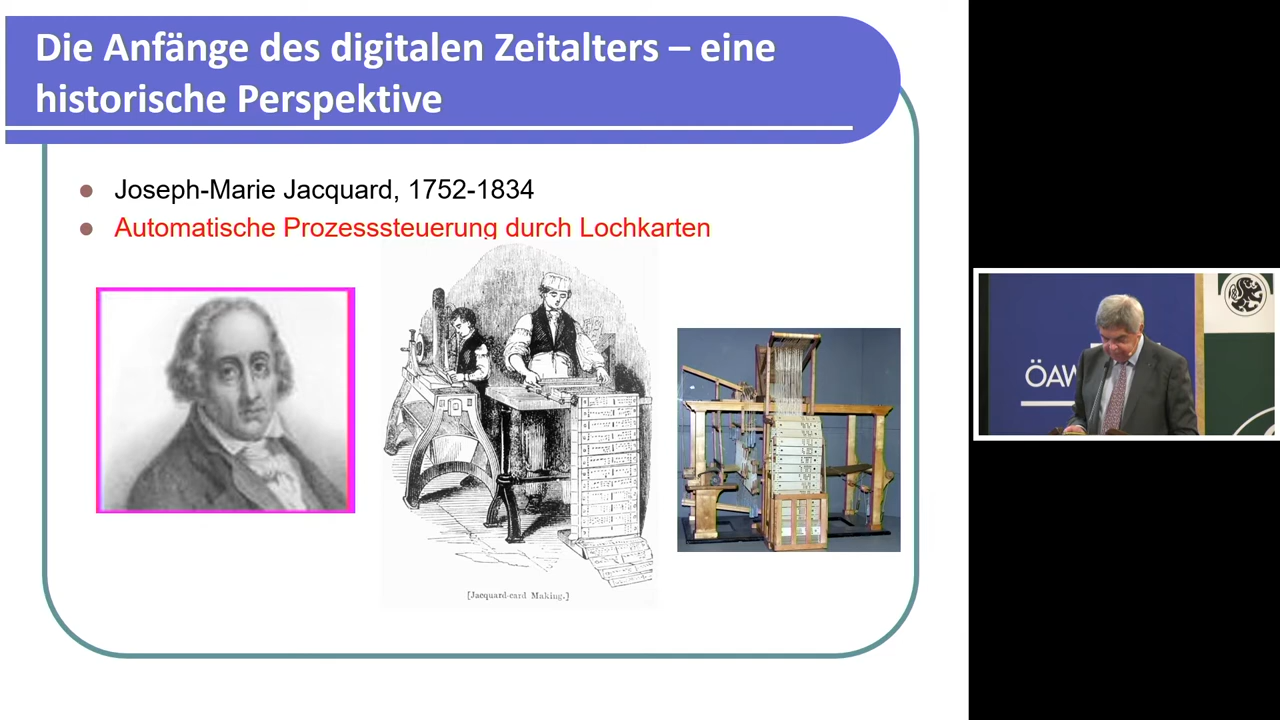 Die Anfänge des digitalen Zeitalters – eine
historische Perspektive
Joseph-Marie Jacquard, 1752-1834
Automatische Prozesssteuerung durch Lochkarten
[Jacquard-card Making.]
ÖAW